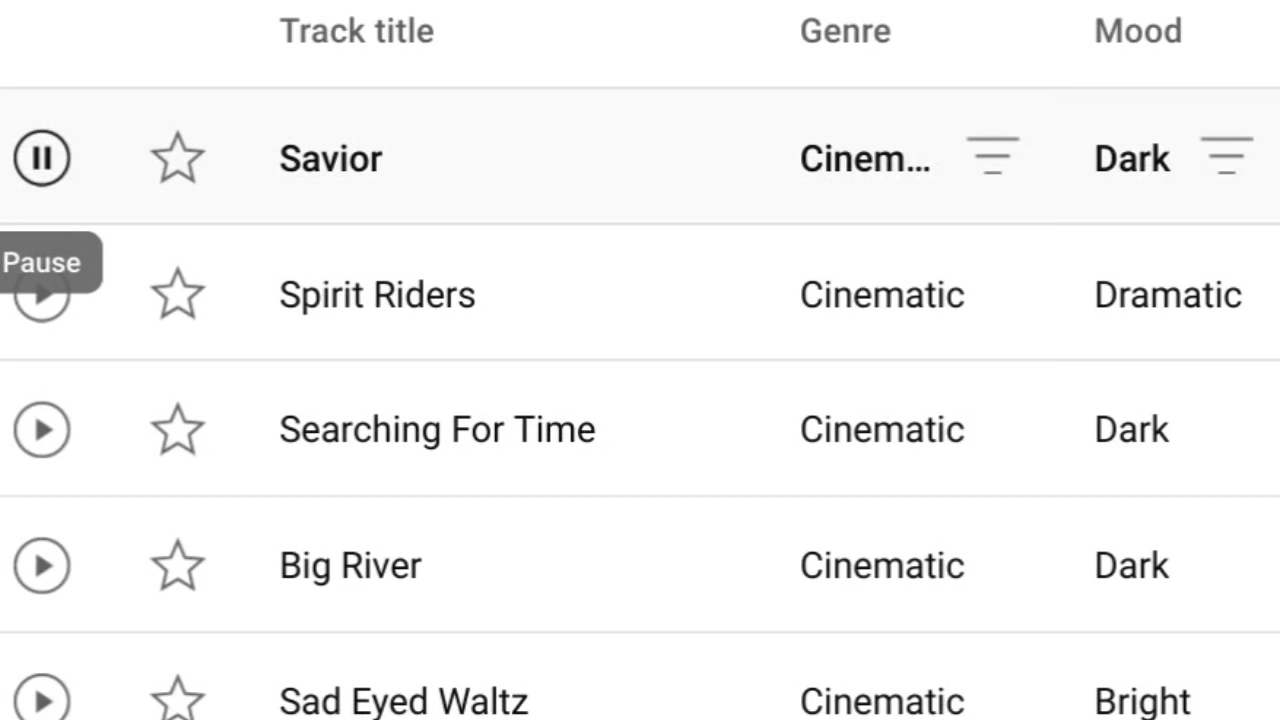 Track title Genre Mood
Savior Cinem... Dark
Pause
Spirit Riders Cinematic Dramatic
Searching For Time Cinematic Dark
Big River Cinematic Dark
Sad Eyed Waltz Cinematic Bright